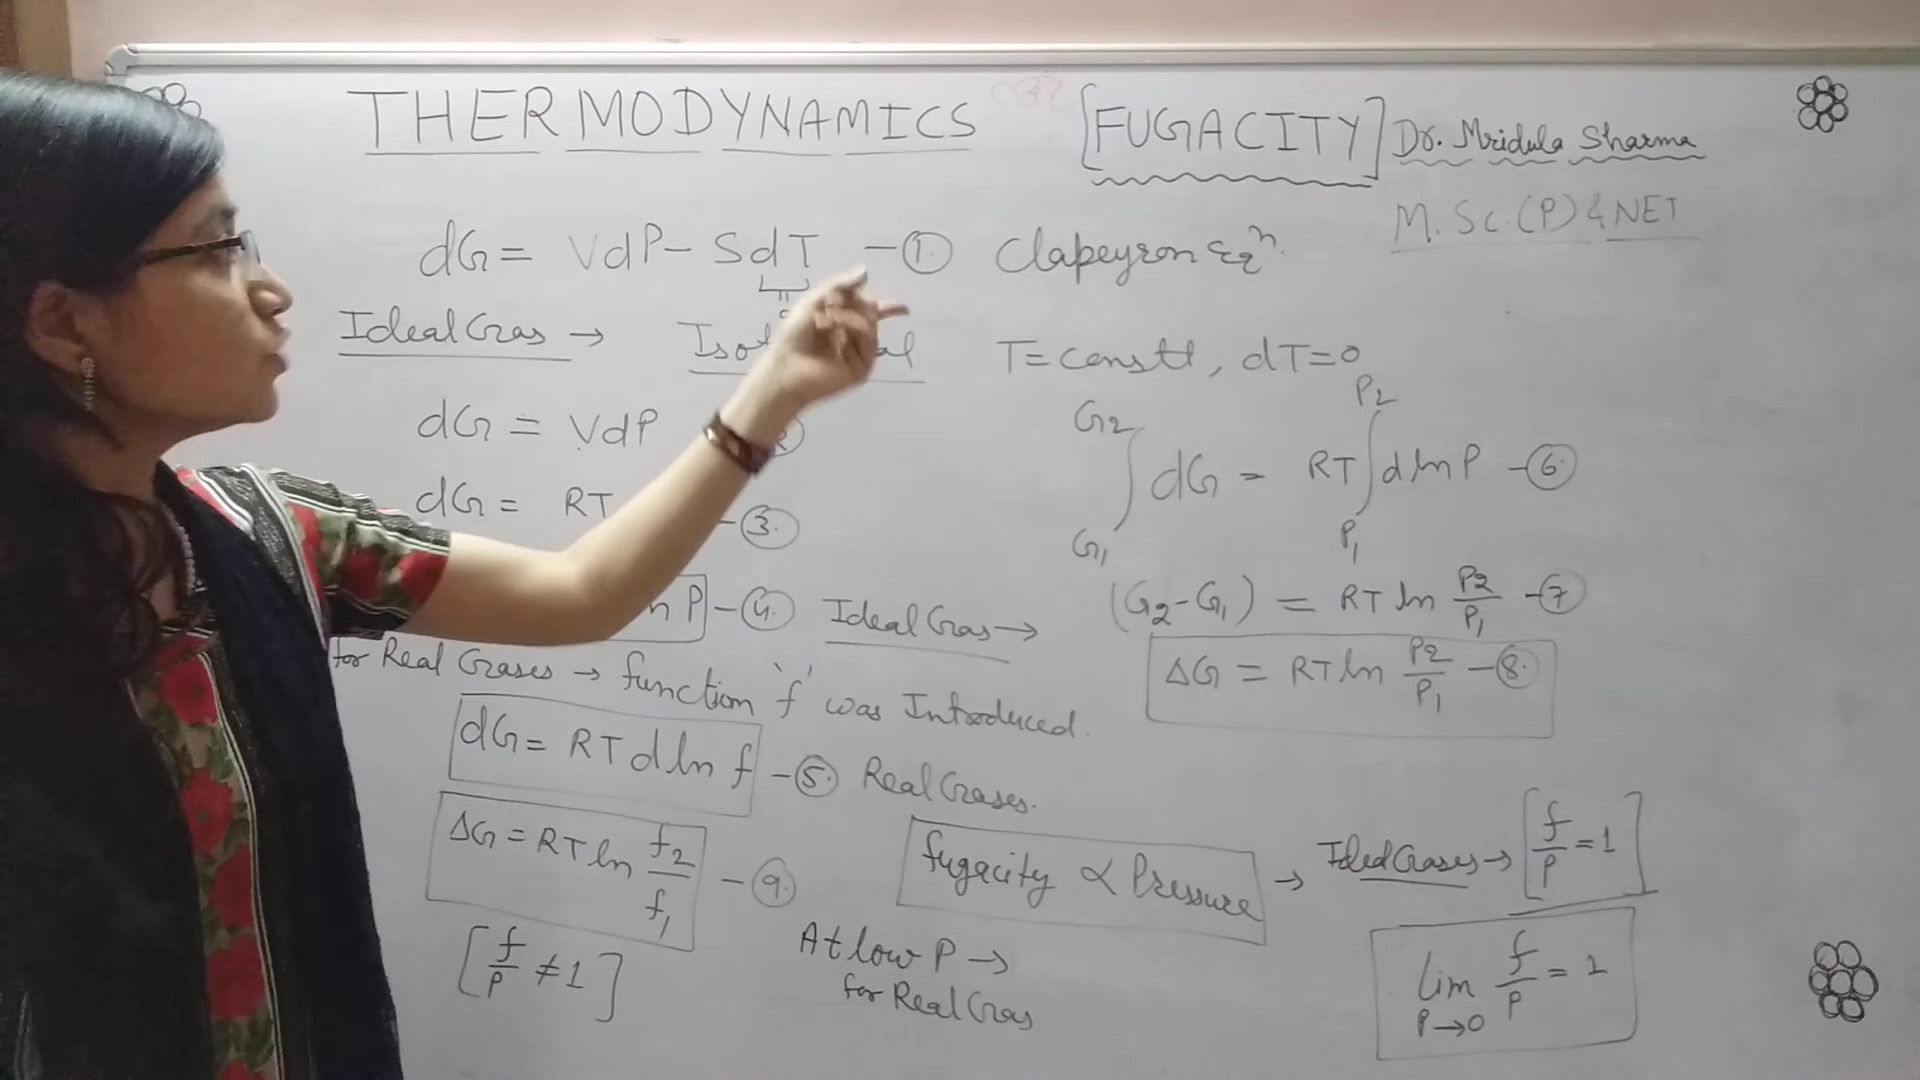 THERMODYNAMICS [FUGACITY] Dr. Mridula Sharma
M.Sc.(P) & NET
dG = VdP - SdT - ① Clapeyron Eqⁿ.
Ideal Gas → T = constt, dT = 0
dG = VdP
dG = RT - ③.
∫ dG = RT ∫ d ln P - ⑥
G2 P2
G1 P1
n P - ④. Ideal Gas →
(G2 - G1) = RT ln P2/P1 - ⑦
for Real Gases → function 'f' was Introduced.
ΔG = RT ln P2/P1 - ⑧.
dG = RT d ln f - ⑤. Real Gases.
ΔG = RT ln f2/f1 - ⑨.
fugacity ∝ Pressure → Ideal Gases → [f/P = 1]
[f/P ≠ 1]
At low P →
for Real Gas
lim P→0 f/P = 1